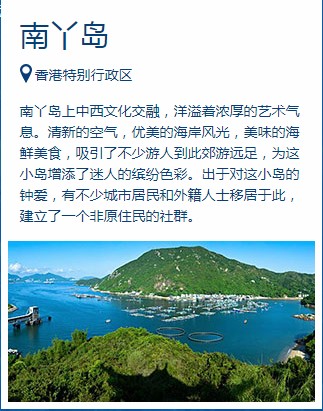 南丫岛
香港特别行政区
南丫岛上中西文化交融，洋溢着浓厚的艺术气
息。清新的空气，优美的海岸风光，美味的海
鲜美食，吸引了不少游人到此郊游远足，为这
小岛增添了迷人的缤纷色彩。出于对这小岛的
钟爱，有不少城市居民和外籍人士移居于此，
建立了一个非原住民的社群。